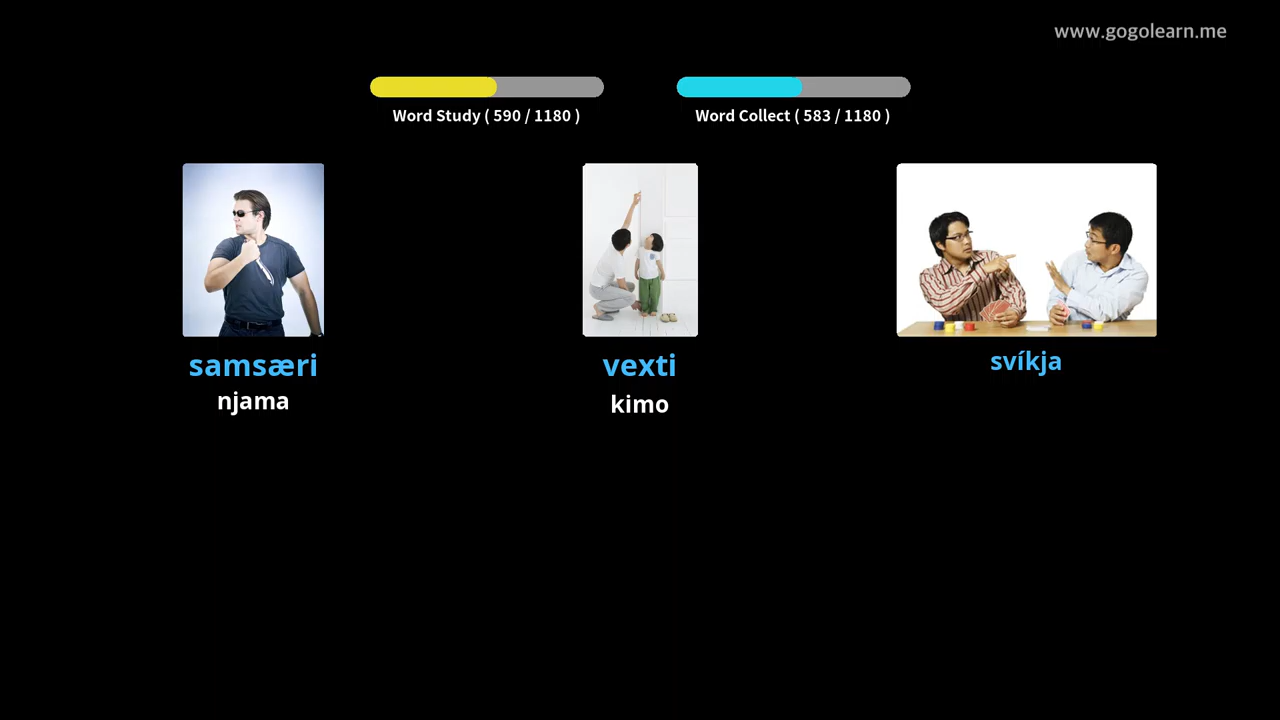 www.gogolearn.me
Word Study ( 590 / 1180 )
Word Collect ( 583 / 1180 )
samsæri
njama
vexti
kimo
svíkja